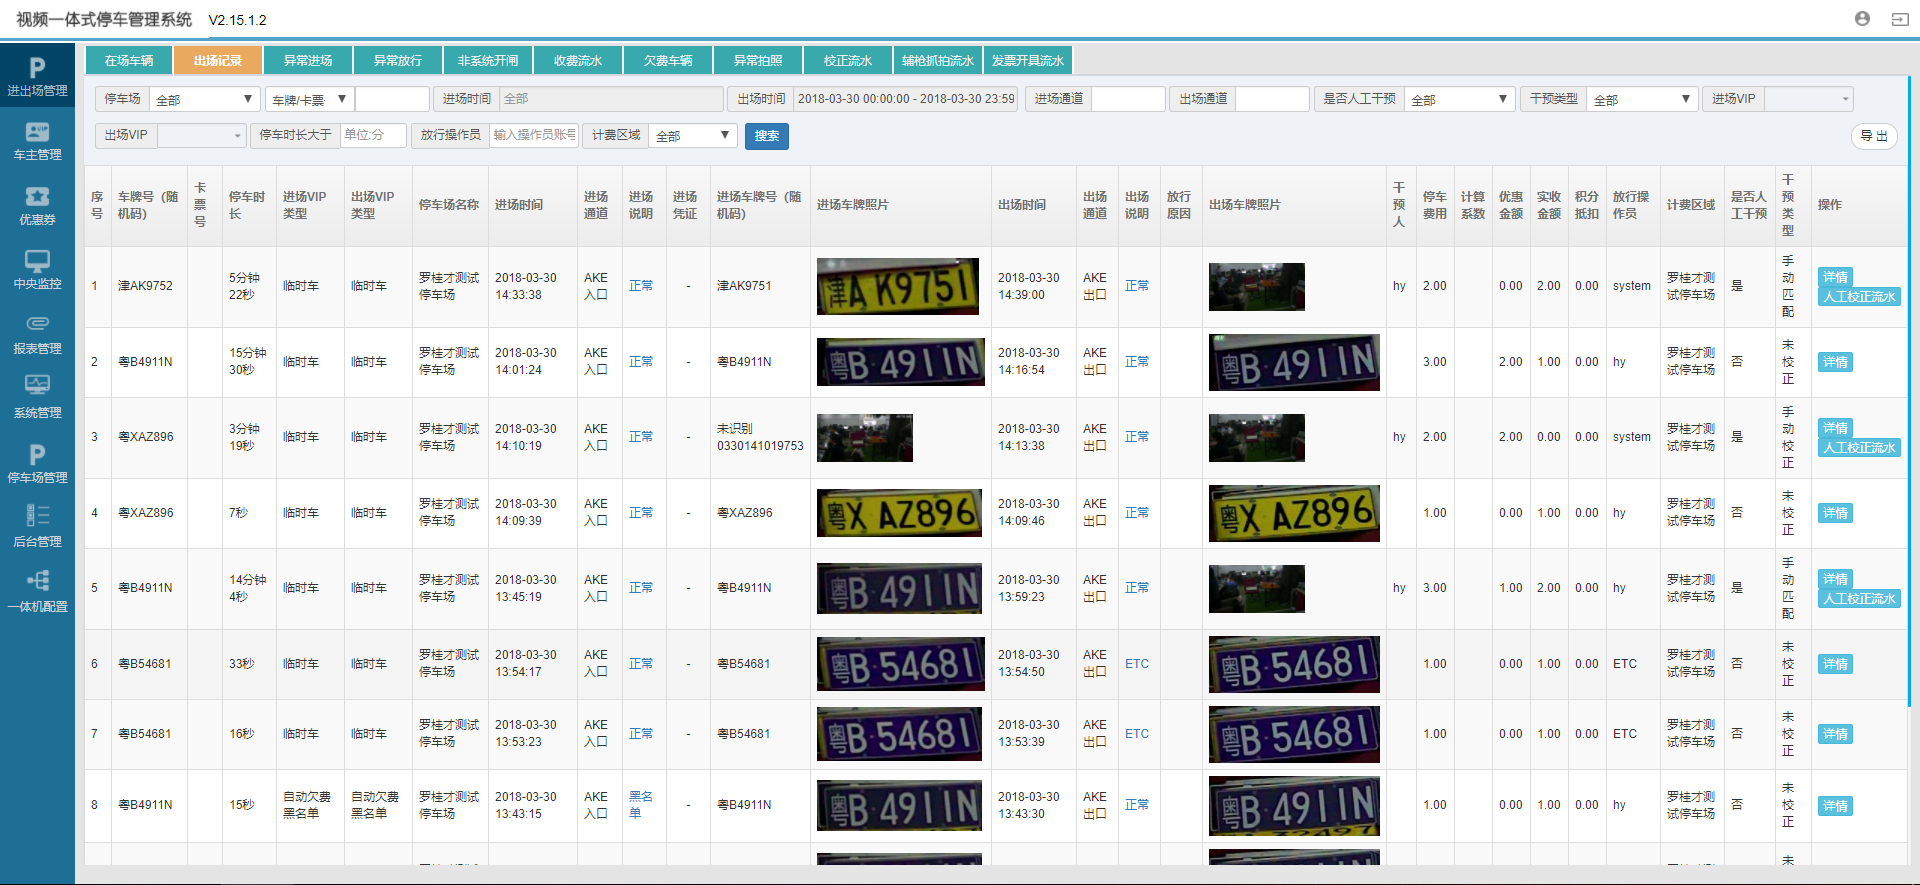 视频一体式停车管理系统 V2.15.1.2
进出场管理
车主管理
优惠券
中央监控
报表管理
系统管理
停车场管理
后台管理
一体机配置
在场车辆 出场记录 异常进场 异常放行 非系统开闸 收费流水 欠费车辆 异常拍照 校正流水 辅枪抓拍流水 发票开具流水
停车场 全部 车牌/卡票 进场时间 全部 出场时间 2018-03-30 00:00:00 - 2018-03-30 23:59 进场通道 出场通道 是否人工干预 全部 干预类型 全部 进场VIP
出场VIP 停车时长大于 单位:分 放行操作员 输入操作员账号 计费区域 全部 搜索 导 出
序号 车牌号（随机码） 卡票号 停车时长 进场VIP类型 出场VIP类型 停车场名称 进场时间 进场通道 进场说明 进场凭证 进场车牌号（随机码） 进场车牌照片 出场时间 出场通道 出场说明 放行原因 出场车牌照片 干预人 停车费用 计算系数 优惠金额 实收金额 积分抵扣 放行操作员 计费区域 是否人工干预 干预类型 操作
1 津AK9752 5分钟22秒 临时车 临时车 罗桂才测试停车场 2018-03-30 14:33:38 AKE入口 正常 - 津AK9751 津A K9751 2018-03-30 14:39:00 AKE出口 正常 hy 2.00 0.00 2.00 0.00 system 罗桂才测试停车场 是 手动匹配 详情 人工校正流水
2 粤B4911N 15分钟30秒 临时车 临时车 罗桂才测试停车场 2018-03-30 14:01:24 AKE入口 正常 - 粤B4911N 粤B·4911N 2018-03-30 14:16:54 AKE出口 正常 粤B·4911N 3.00 2.00 1.00 0.00 hy 罗桂才测试停车场 否 未校正 详情
3 粤XAZ896 3分钟19秒 临时车 临时车 罗桂才测试停车场 2018-03-30 14:10:19 AKE入口 正常 - 未识别0330141019753 2018-03-30 14:13:38 AKE出口 正常 hy 2.00 2.00 0.00 0.00 system 罗桂才测试停车场 是 手动校正 详情 人工校正流水
4 粤XAZ896 7秒 临时车 临时车 罗桂才测试停车场 2018-03-30 14:09:39 AKE入口 正常 - 粤XAZ896 粤X AZ896 2018-03-30 14:09:46 AKE出口 正常 粤X AZ896 1.00 0.00 1.00 0.00 hy 罗桂才测试停车场 否 未校正 详情
5 粤B4911N 14分钟4秒 临时车 临时车 罗桂才测试停车场 2018-03-30 13:45:19 AKE入口 正常 - 粤B4911N 粤B·4911N 2018-03-30 13:59:23 AKE出口 正常 hy 3.00 1.00 2.00 0.00 hy 罗桂才测试停车场 是 手动匹配 详情 人工校正流水
6 粤B54681 33秒 临时车 临时车 罗桂才测试停车场 2018-03-30 13:54:17 AKE入口 正常 - 粤B54681 粤B·54681 2018-03-30 13:54:50 AKE出口 ETC 粤B·54681 1.00 0.00 1.00 0.00 ETC 罗桂才测试停车场 否 未校正 详情
7 粤B54681 16秒 临时车 临时车 罗桂才测试停车场 2018-03-30 13:53:23 AKE入口 正常 - 粤B54681 粤B·54681 2018-03-30 13:53:39 AKE出口 ETC 粤B·54681 1.00 0.00 1.00 0.00 ETC 罗桂才测试停车场 否 未校正 详情
8 粤B4911N 15秒 自动欠费黑名单 自动欠费黑名单 罗桂才测试停车场 2018-03-30 13:43:15 AKE入口 黑名单 - 粤B4911N 粤B·4911N 2018-03-30 13:43:30 AKE出口 正常 粤B·4911N 1.00 0.00 1.00 0.00 hy 罗桂才测试停车场 否 未校正 详情
未